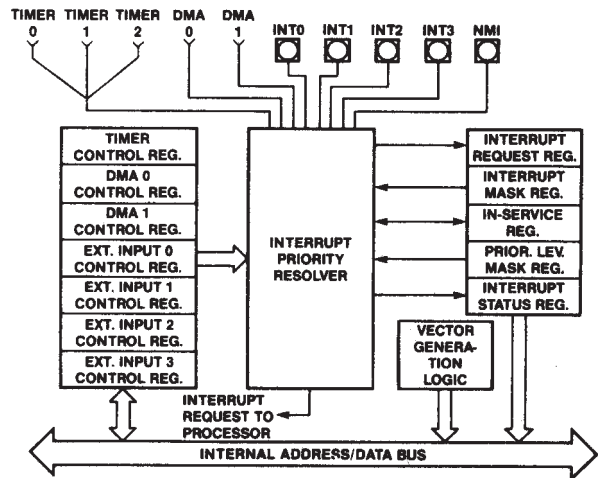 TIMER TIMER TIMER DMA DMA
0 1 2 0 1
INT0 INT1 INT2 INT3 NMI
TIMER
CONTROL REG.
DMA 0
CONTROL REG.
DMA 1
CONTROL REG.
EXT. INPUT 0
CONTROL REG.
EXT. INPUT 1
CONTROL REG.
EXT. INPUT 2
CONTROL REG.
EXT. INPUT 3
CONTROL REG.
INTERRUPT
PRIORITY
RESOLVER
INTERRUPT
REQUEST REG.
INTERRUPT
MASK REG.
IN-SERVICE
REG.
PRIOR. LEV.
MASK REG.
INTERRUPT
STATUS REG.
VECTOR
GENERA-
TION
LOGIC
INTERRUPT
REQUEST TO
PROCESSOR
INTERNAL ADDRESS/DATA BUS